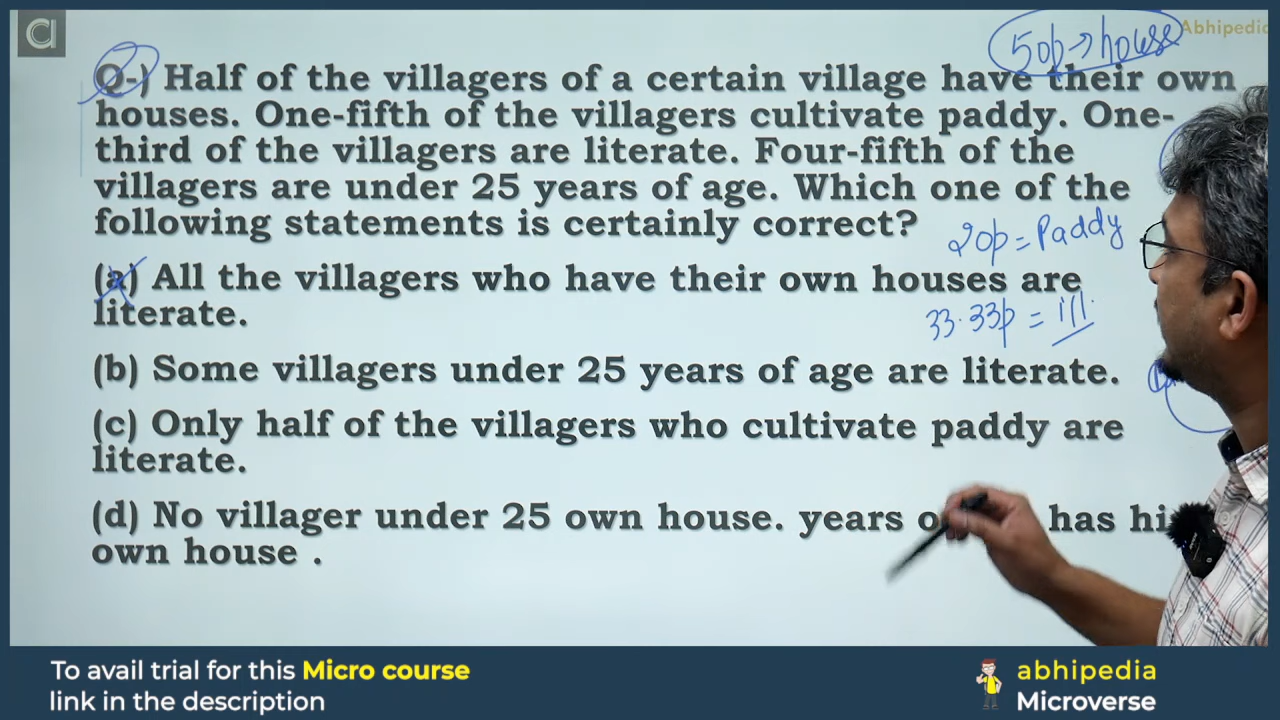 Abhipedia
50p → house
Q-) Half of the villagers of a certain village have their own
houses. One-fifth of the villagers cultivate paddy. One-
third of the villagers are literate. Four-fifth of the
villagers are under 25 years of age. Which one of the
following statements is certainly correct?
20p = Paddy
(a) All the villagers who have their own houses are
literate.
33.33p = ill.
(b) Some villagers under 25 years of age are literate.
(c) Only half of the villagers who cultivate paddy are
literate.
(d) No villager under 25 own house. years has
own house .
To avail trial for this Micro course
link in the description
abhipedia
Microverse